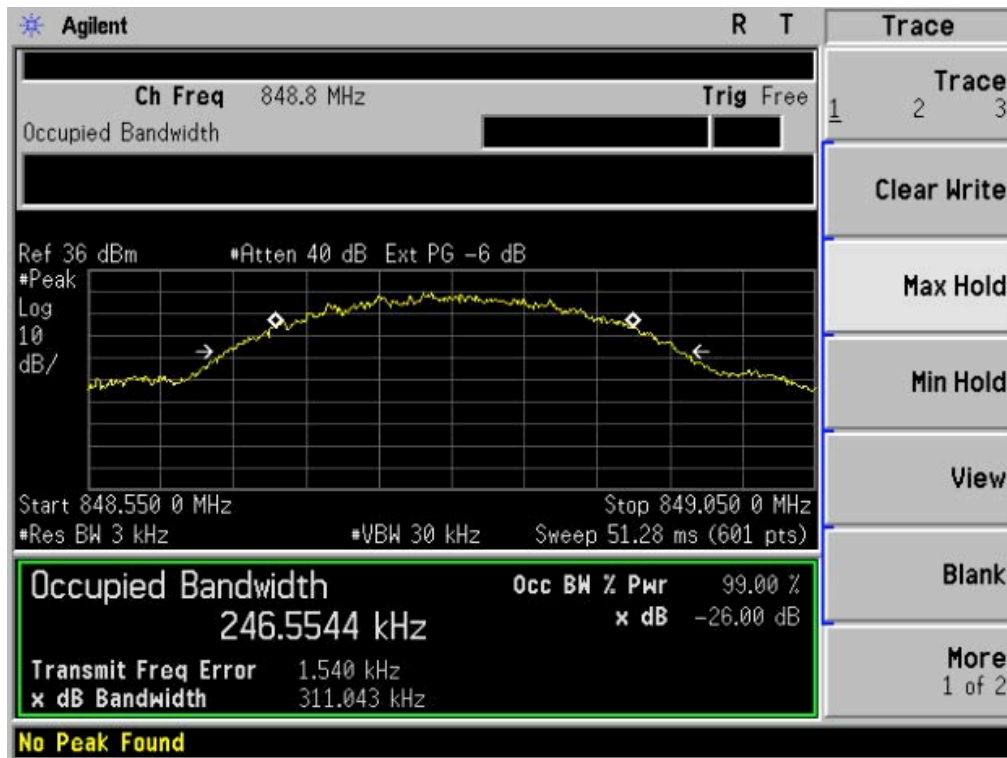 Agilent R T
Ch Freq 848.8 MHz Trig Free
Occupied Bandwidth
Ref 36 dBm #Atten 40 dB Ext PG -6 dB
#Peak
Log
10
dB/
Start 848.550 0 MHz Stop 849.050 0 MHz
#Res BW 3 kHz #VBW 30 kHz Sweep 51.28 ms (601 pts)
Occupied Bandwidth Occ BW % Pwr 99.00 %
246.5544 kHz x dB -26.00 dB
Transmit Freq Error 1.540 kHz
x dB Bandwidth 311.043 kHz
No Peak Found
Trace
Trace
1 2 3
Clear Write
Max Hold
Min Hold
View
Blank
More
1 of 2